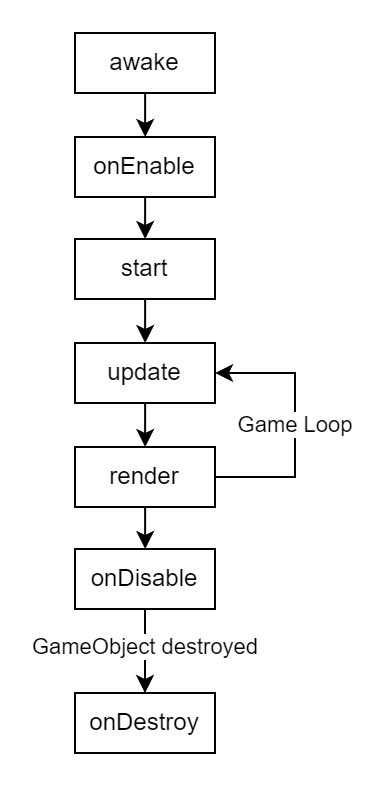 awake
onEnable
start
update
Game Loop
render
onDisable
GameObject destroyed
onDestroy